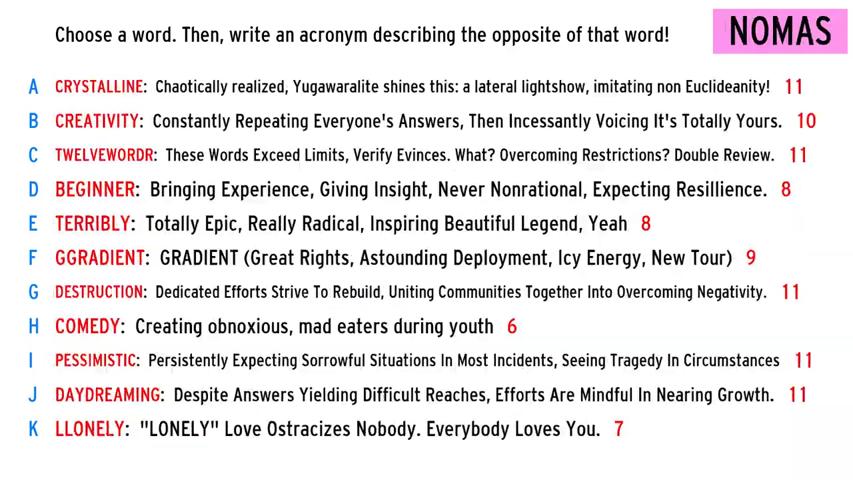 Choose a word. Then, write an acronym describing the opposite of that word!
NOMAS
A CRYSTALLINE: Chaotically realized, Yugawaralite shines this: a lateral lightshow, imitating non Euclideanity! 11
B CREATIVITY: Constantly Repeating Everyone's Answers, Then Incessantly Voicing It's Totally Yours. 10
C TWELVEWORDR: These Words Exceed Limits, Verify Evinces. What? Overcoming Restrictions? Double Review. 11
D BEGINNER: Bringing Experience, Giving Insight, Never Nonrational, Expecting Resillience. 8
E TERRIBLY: Totally Epic, Really Radical, Inspiring Beautiful Legend, Yeah 8
F GGRADIENT: GRADIENT (Great Rights, Astounding Deployment, Icy Energy, New Tour) 9
G DESTRUCTION: Dedicated Efforts Strive To Rebuild, Uniting Communities Together Into Overcoming Negativity. 11
H COMEDY: Creating obnoxious, mad eaters during youth 6
I PESSIMISTIC: Persistently Expecting Sorrowful Situations In Most Incidents, Seeing Tragedy In Circumstances 11
J DAYDREAMING: Despite Answers Yielding Difficult Reaches, Efforts Are Mindful In Nearing Growth. 11
K LLONELY: "LONELY" Love Ostracizes Nobody. Everybody Loves You. 7